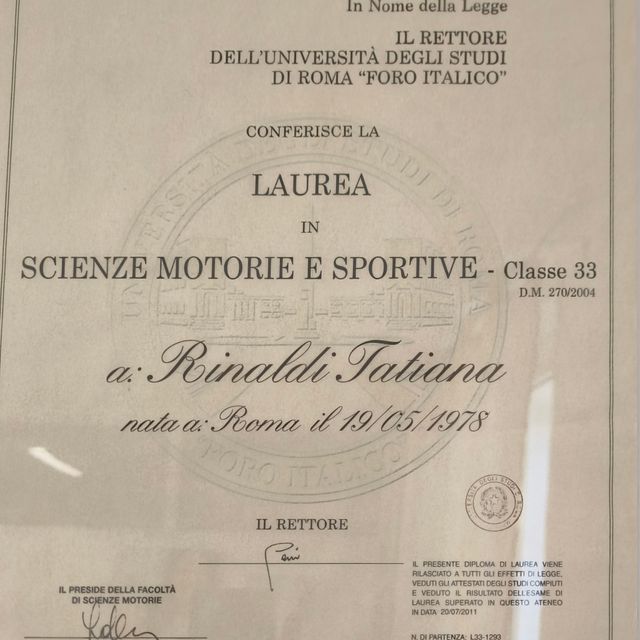 In Nome della Legge
IL RETTORE
DELL'UNIVERSITÀ DEGLI STUDI
DI ROMA "FORO ITALICO"
CONFERISCE LA
LAUREA
IN
SCIENZE MOTORIE E SPORTIVE - Classe 33
D.M. 270/2004
a: Rinaldi Tatiana
nata a: Roma il 19/05/1978
FORO ITALICO
IL RETTORE
IL PRESIDE DELLA FACOLTÀ
DI SCIENZE MOTORIE
IL PRESENTE DIPLOMA DI LAUREA VIENE
RILASCIATO A TUTTI GLI EFFETTI DI LEGGE,
VEDUTI GLI ATTESTATI DEGLI STUDI COMPIUTI
E VEDUTO IL RISULTATO DELL'ESAME DI
LAUREA SUPERATO IN QUESTO ATENEO
IN DATA 20/07/2011
N. DI PARTENZA: L33-1293